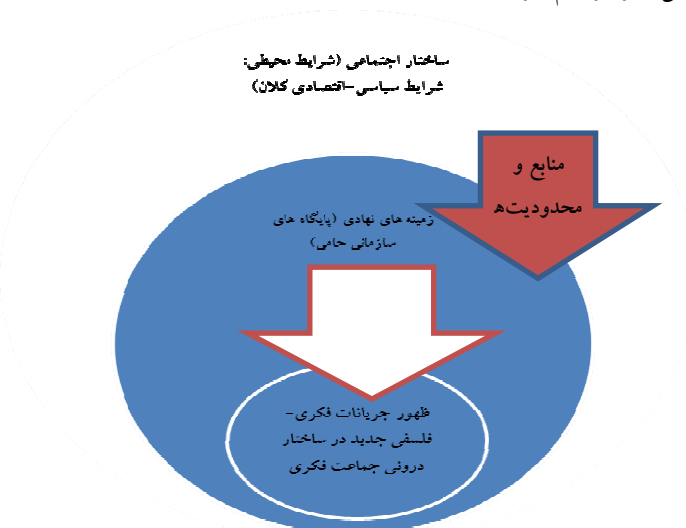 ساختار اجتماعی (شرایط محیطی:
شرایط سیاسی-اقتصادی کلان)
منابع و
محدودیت‌ه
زمینه های نهادی (پایگاه های
سازمانی حامی)
ظهور جریانات فکری-
فلسفی جدید در ساختار
درونی جماعت فکری